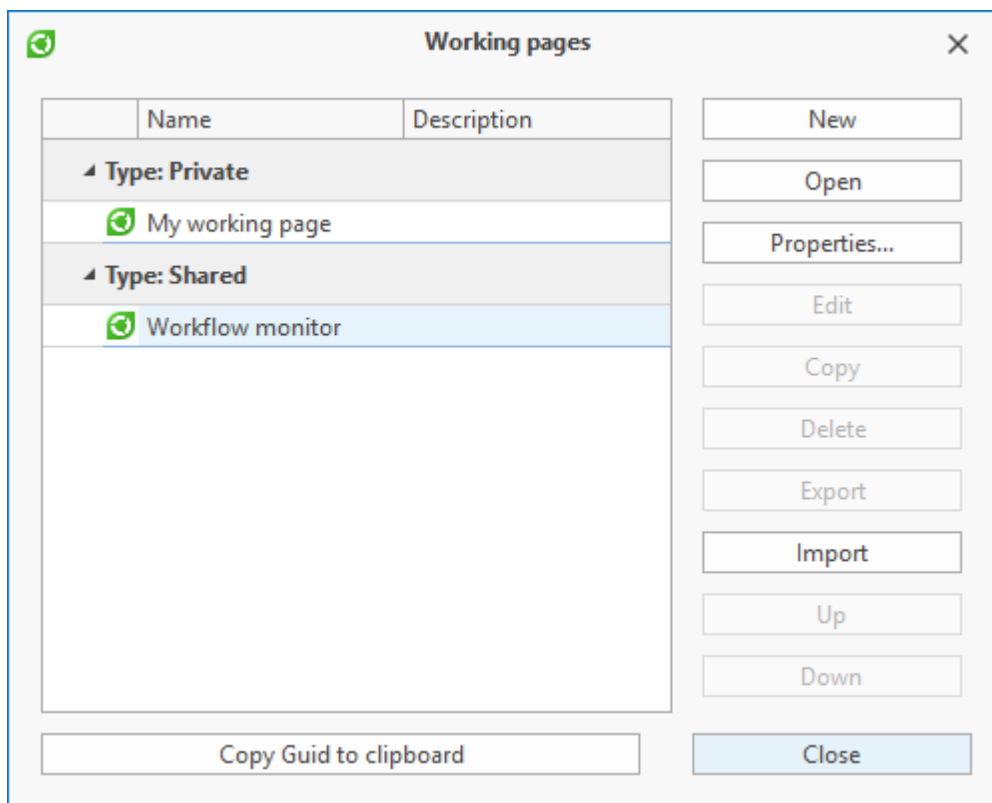 Working pages
Name Description
Type: Private
My working page
Type: Shared
Workflow monitor
New
Open
Properties...
Edit
Copy
Delete
Export
Import
Up
Down
Copy Guid to clipboard
Close